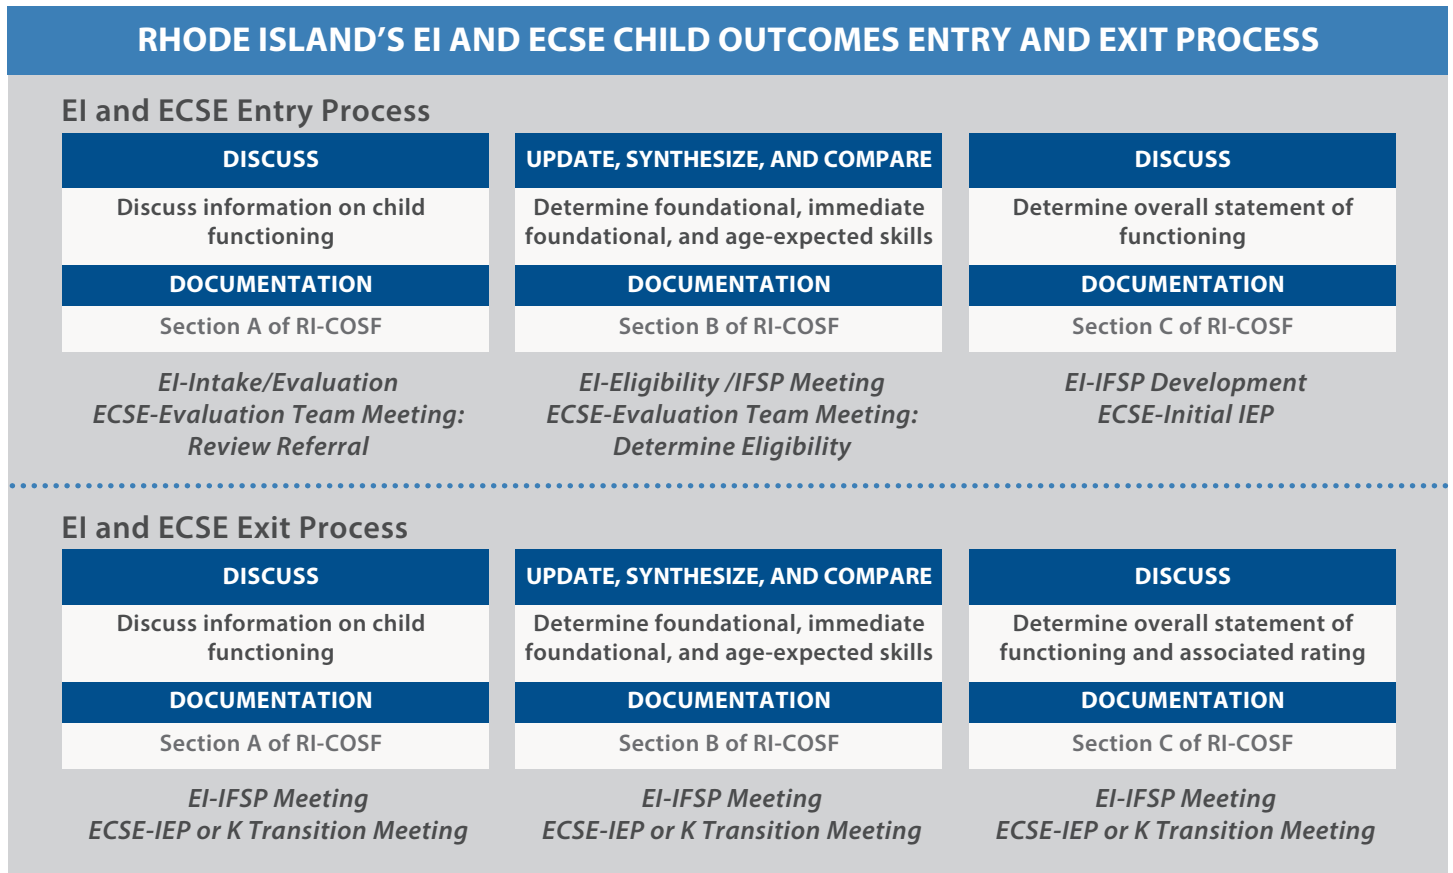 RHODE ISLAND’S EI AND ECSE CHILD OUTCOMES ENTRY AND EXIT PROCESS
EI and ECSE Entry Process
DISCUSS
Discuss information on child
functioning
DOCUMENTATION
Section A of RI-COSF
EI-Intake/Evaluation
ECSE-Evaluation Team Meeting:
Review Referral
UPDATE, SYNTHESIZE, AND COMPARE
Determine foundational, immediate
foundational, and age-expected skills
DOCUMENTATION
Section B of RI-COSF
EI-Eligibility /IFSP Meeting
ECSE-Evaluation Team Meeting:
Determine Eligibility
DISCUSS
Determine overall statement of
functioning
DOCUMENTATION
Section C of RI-COSF
EI-IFSP Development
ECSE-Initial IEP
EI and ECSE Exit Process
DISCUSS
Discuss information on child
functioning
DOCUMENTATION
Section A of RI-COSF
EI-IFSP Meeting
ECSE-IEP or K Transition Meeting
UPDATE, SYNTHESIZE, AND COMPARE
Determine foundational, immediate
foundational, and age-expected skills
DOCUMENTATION
Section B of RI-COSF
EI-IFSP Meeting
ECSE-IEP or K Transition Meeting
DISCUSS
Determine overall statement of
functioning and associated rating
DOCUMENTATION
Section C of RI-COSF
EI-IFSP Meeting
ECSE-IEP or K Transition Meeting